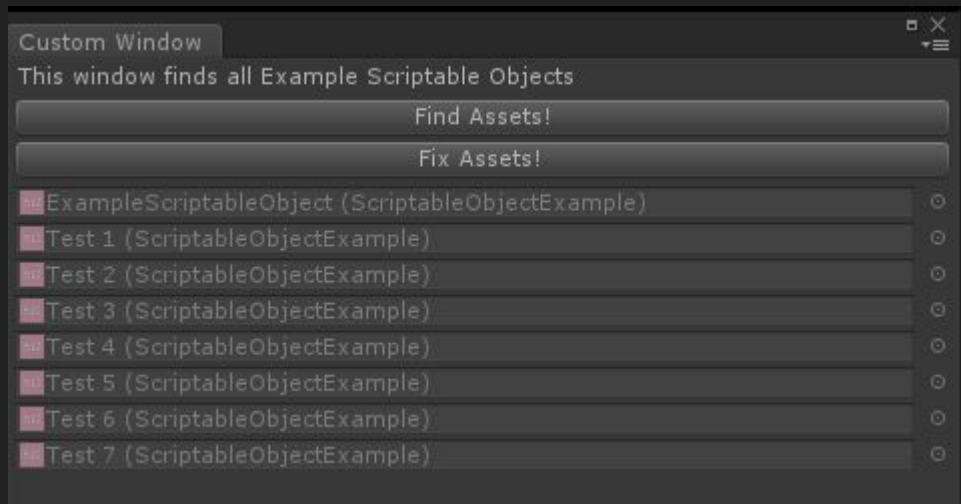 Custom Window
This window finds all Example Scriptable Objects
Find Assets!
Fix Assets!
ExampleScriptableObject (ScriptableObjectExample)
Test 1 (ScriptableObjectExample)
Test 2 (ScriptableObjectExample)
Test 3 (ScriptableObjectExample)
Test 4 (ScriptableObjectExample)
Test 5 (ScriptableObjectExample)
Test 6 (ScriptableObjectExample)
Test 7 (ScriptableObjectExample)